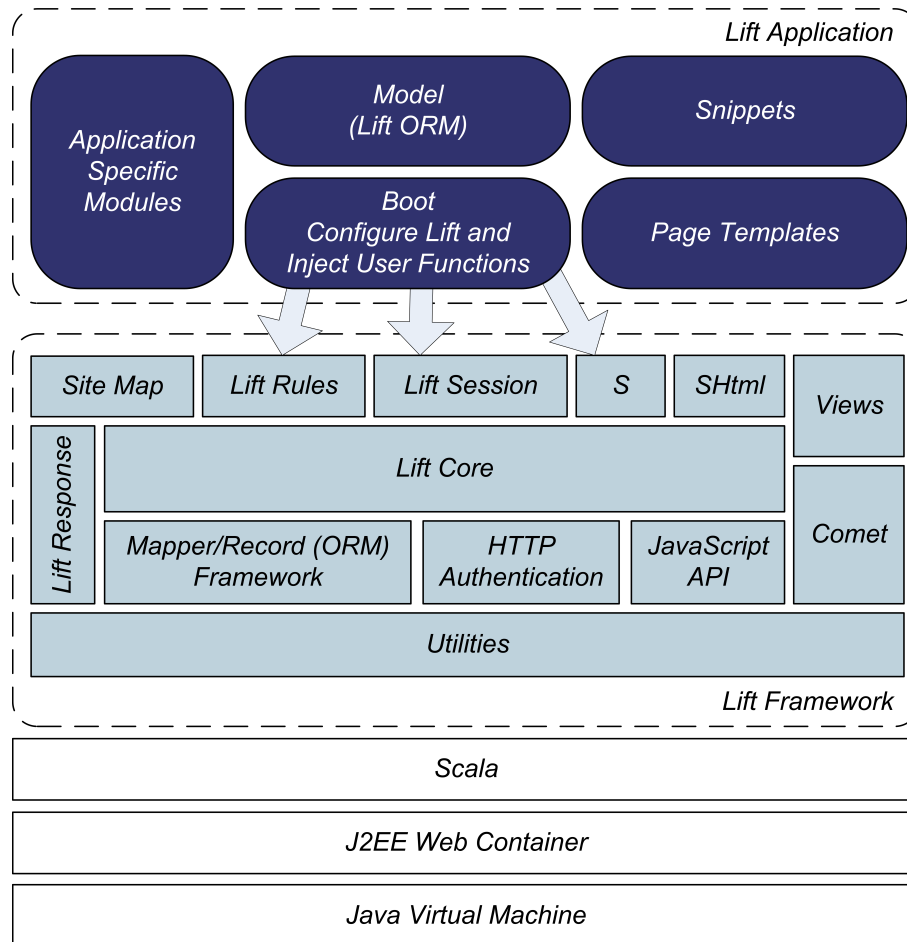 Lift Application
Application
Specific
Modules
Model
(Lift ORM)
Snippets
Boot
Configure Lift and
Inject User Functions
Page Templates
Site Map
Lift Rules
Lift Session
S
SHtml
Views
Lift Response
Lift Core
Comet
Mapper/Record (ORM)
Framework
HTTP
Authentication
JavaScript
API
Utilities
Lift Framework
Scala
J2EE Web Container
Java Virtual Machine